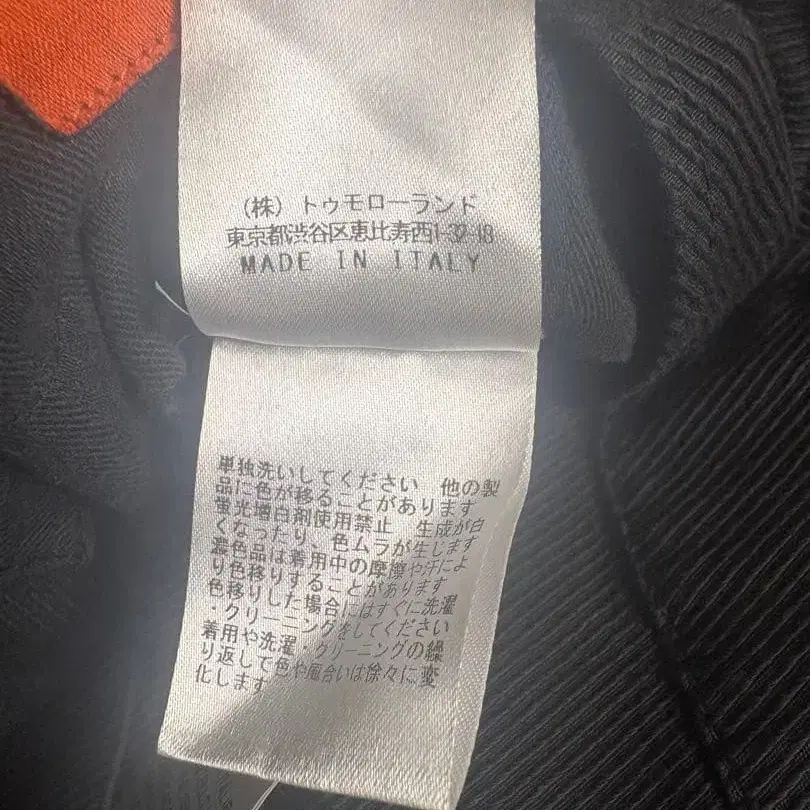 (株)トゥモローランド
東京都渋谷区恵比寿西1-32-18
MADE IN ITALY
単独洗いしてください 他の製
品に色が移ることがあります
蛍光増白剤使用禁止 生成が白
くなったり、色ムラが生じます
濃色品は着用中の摩擦や汗によ
り色移りすることがあります
色移りした場合にはすぐに洗濯
・クリーニングをしてください
着用や洗濯・クリーニングの繰
り返して色や風合いは徐々に変
化します